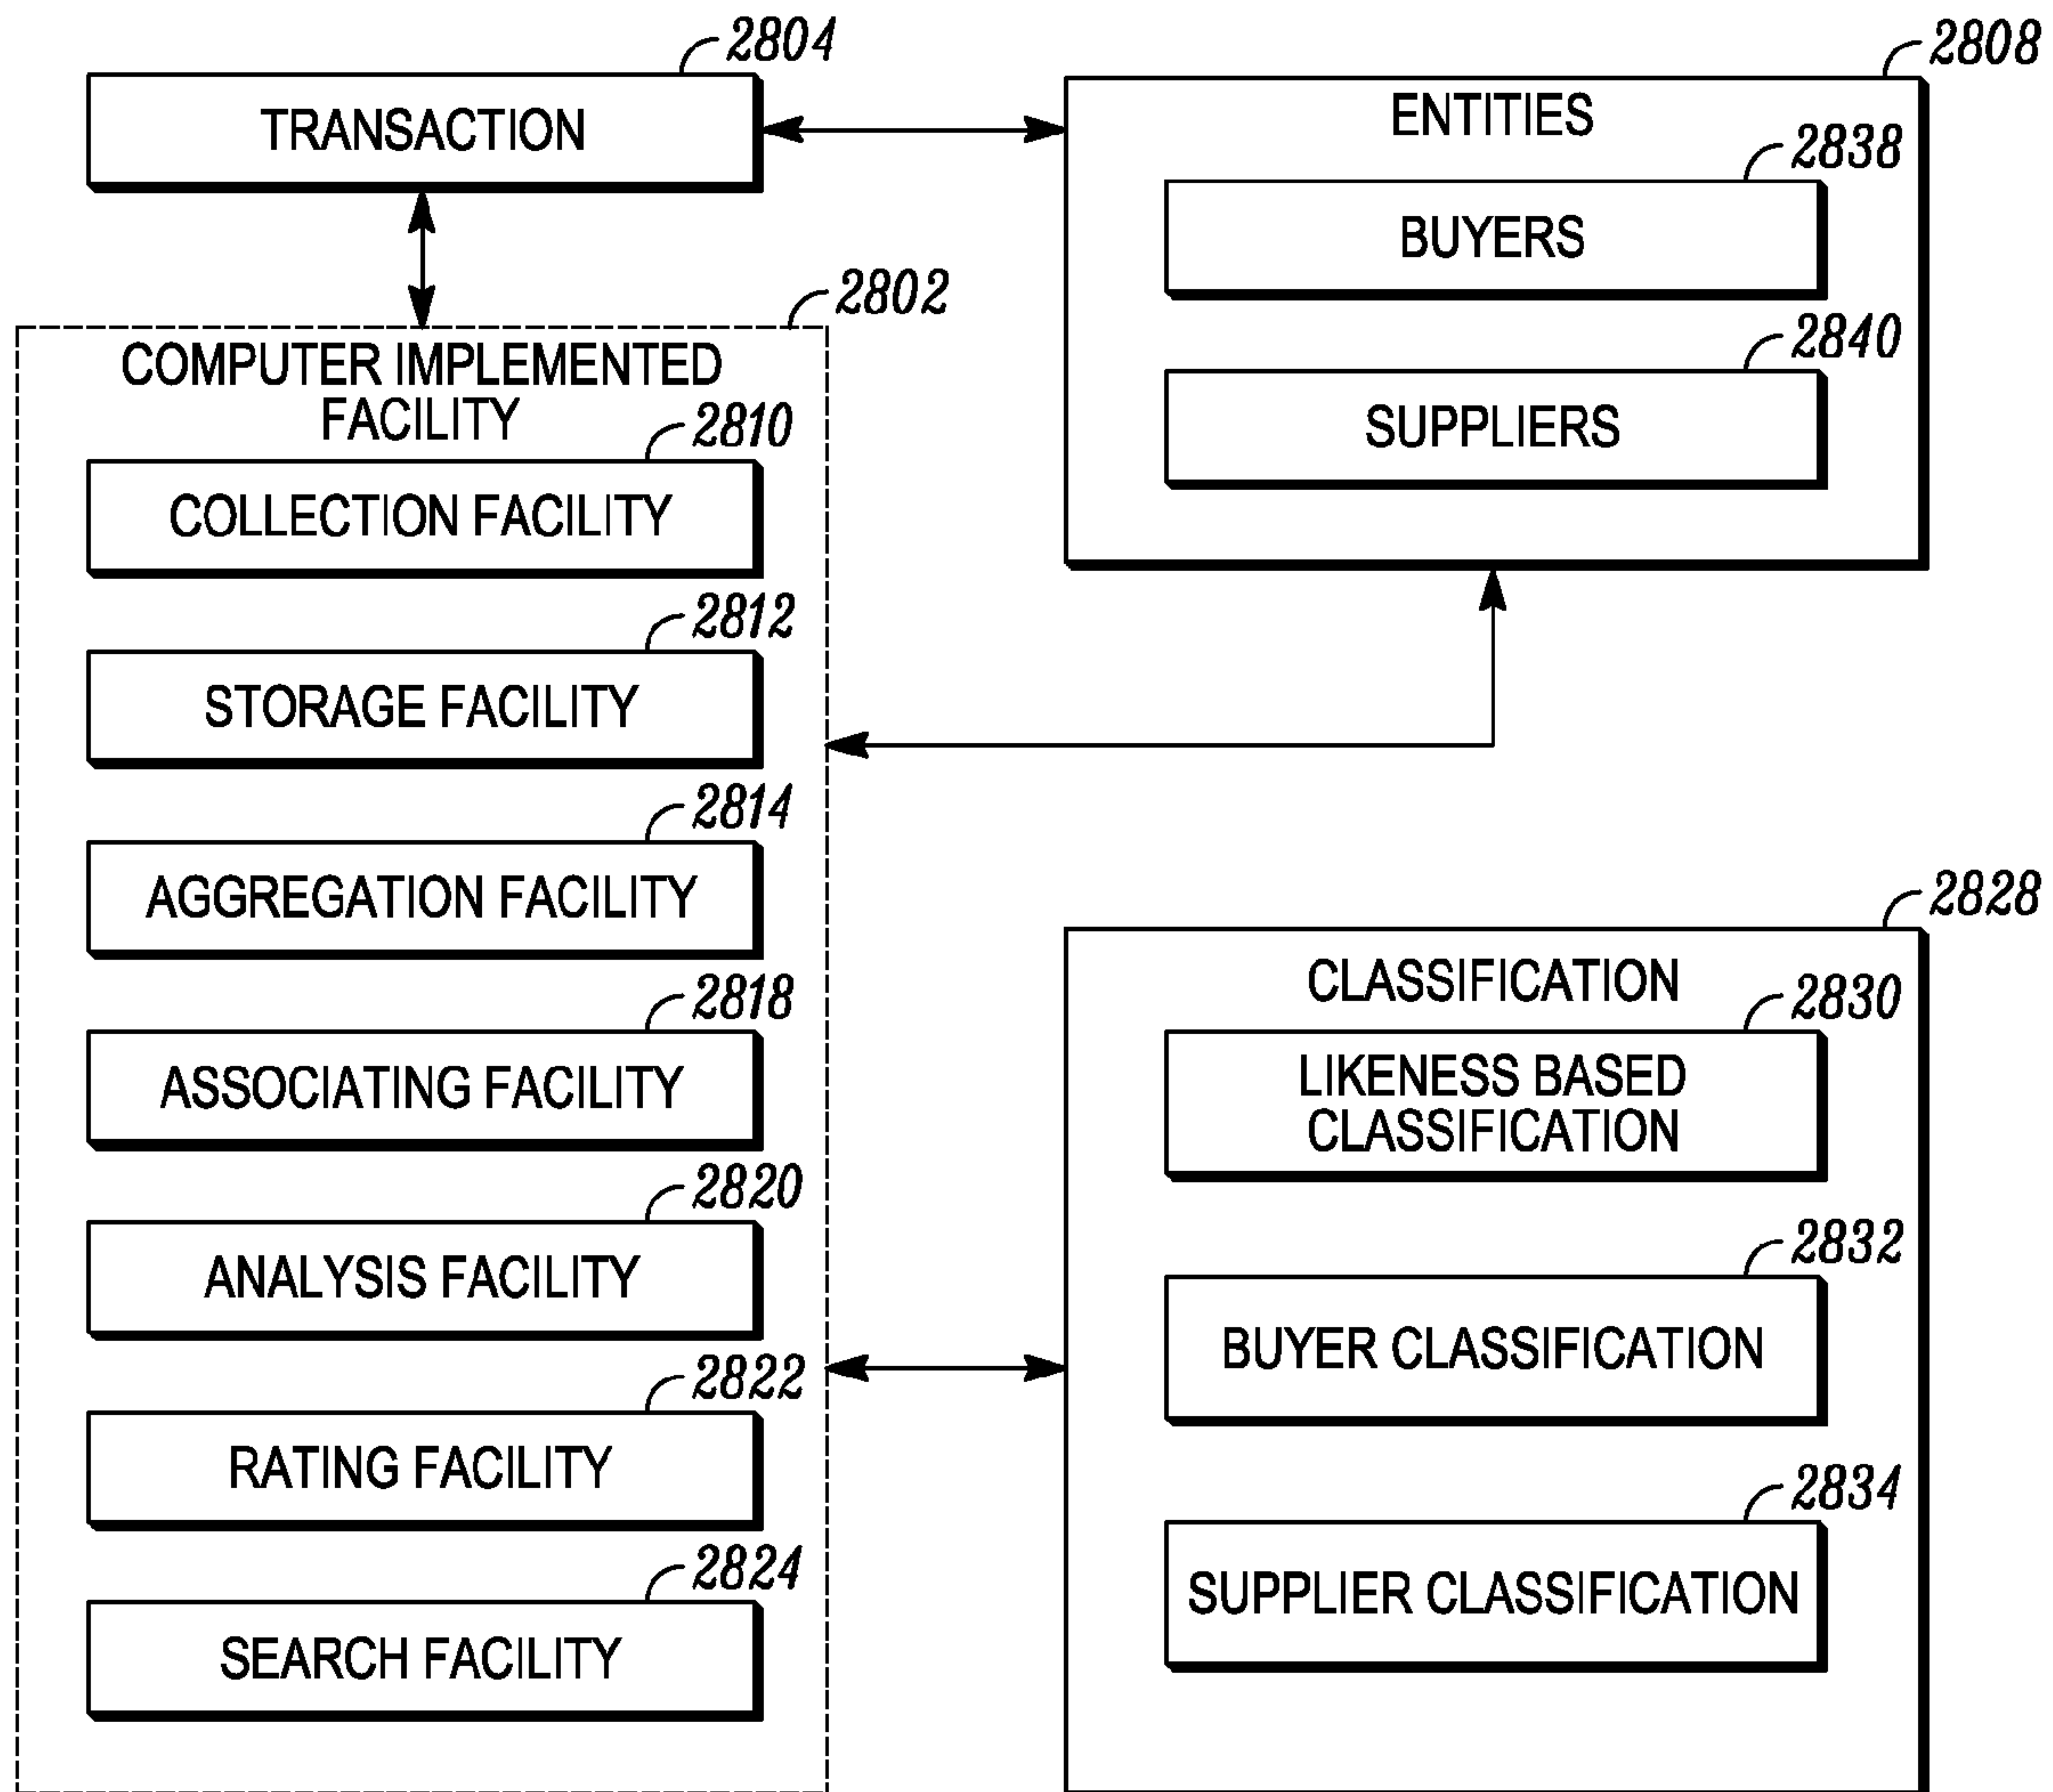 2804
TRANSACTION
2802
COMPUTER IMPLEMENTED
FACILITY
2810
COLLECTION FACILITY
2812
STORAGE FACILITY
2814
AGGREGATION FACILITY
2818
ASSOCIATING FACILITY
2820
ANALYSIS FACILITY
2822
RATING FACILITY
2824
SEARCH FACILITY
2808
ENTITIES
2838
BUYERS
2840
SUPPLIERS
2828
CLASSIFICATION
2830
LIKENESS BASED
CLASSIFICATION
2832
BUYER CLASSIFICATION
2834
SUPPLIER CLASSIFICATION